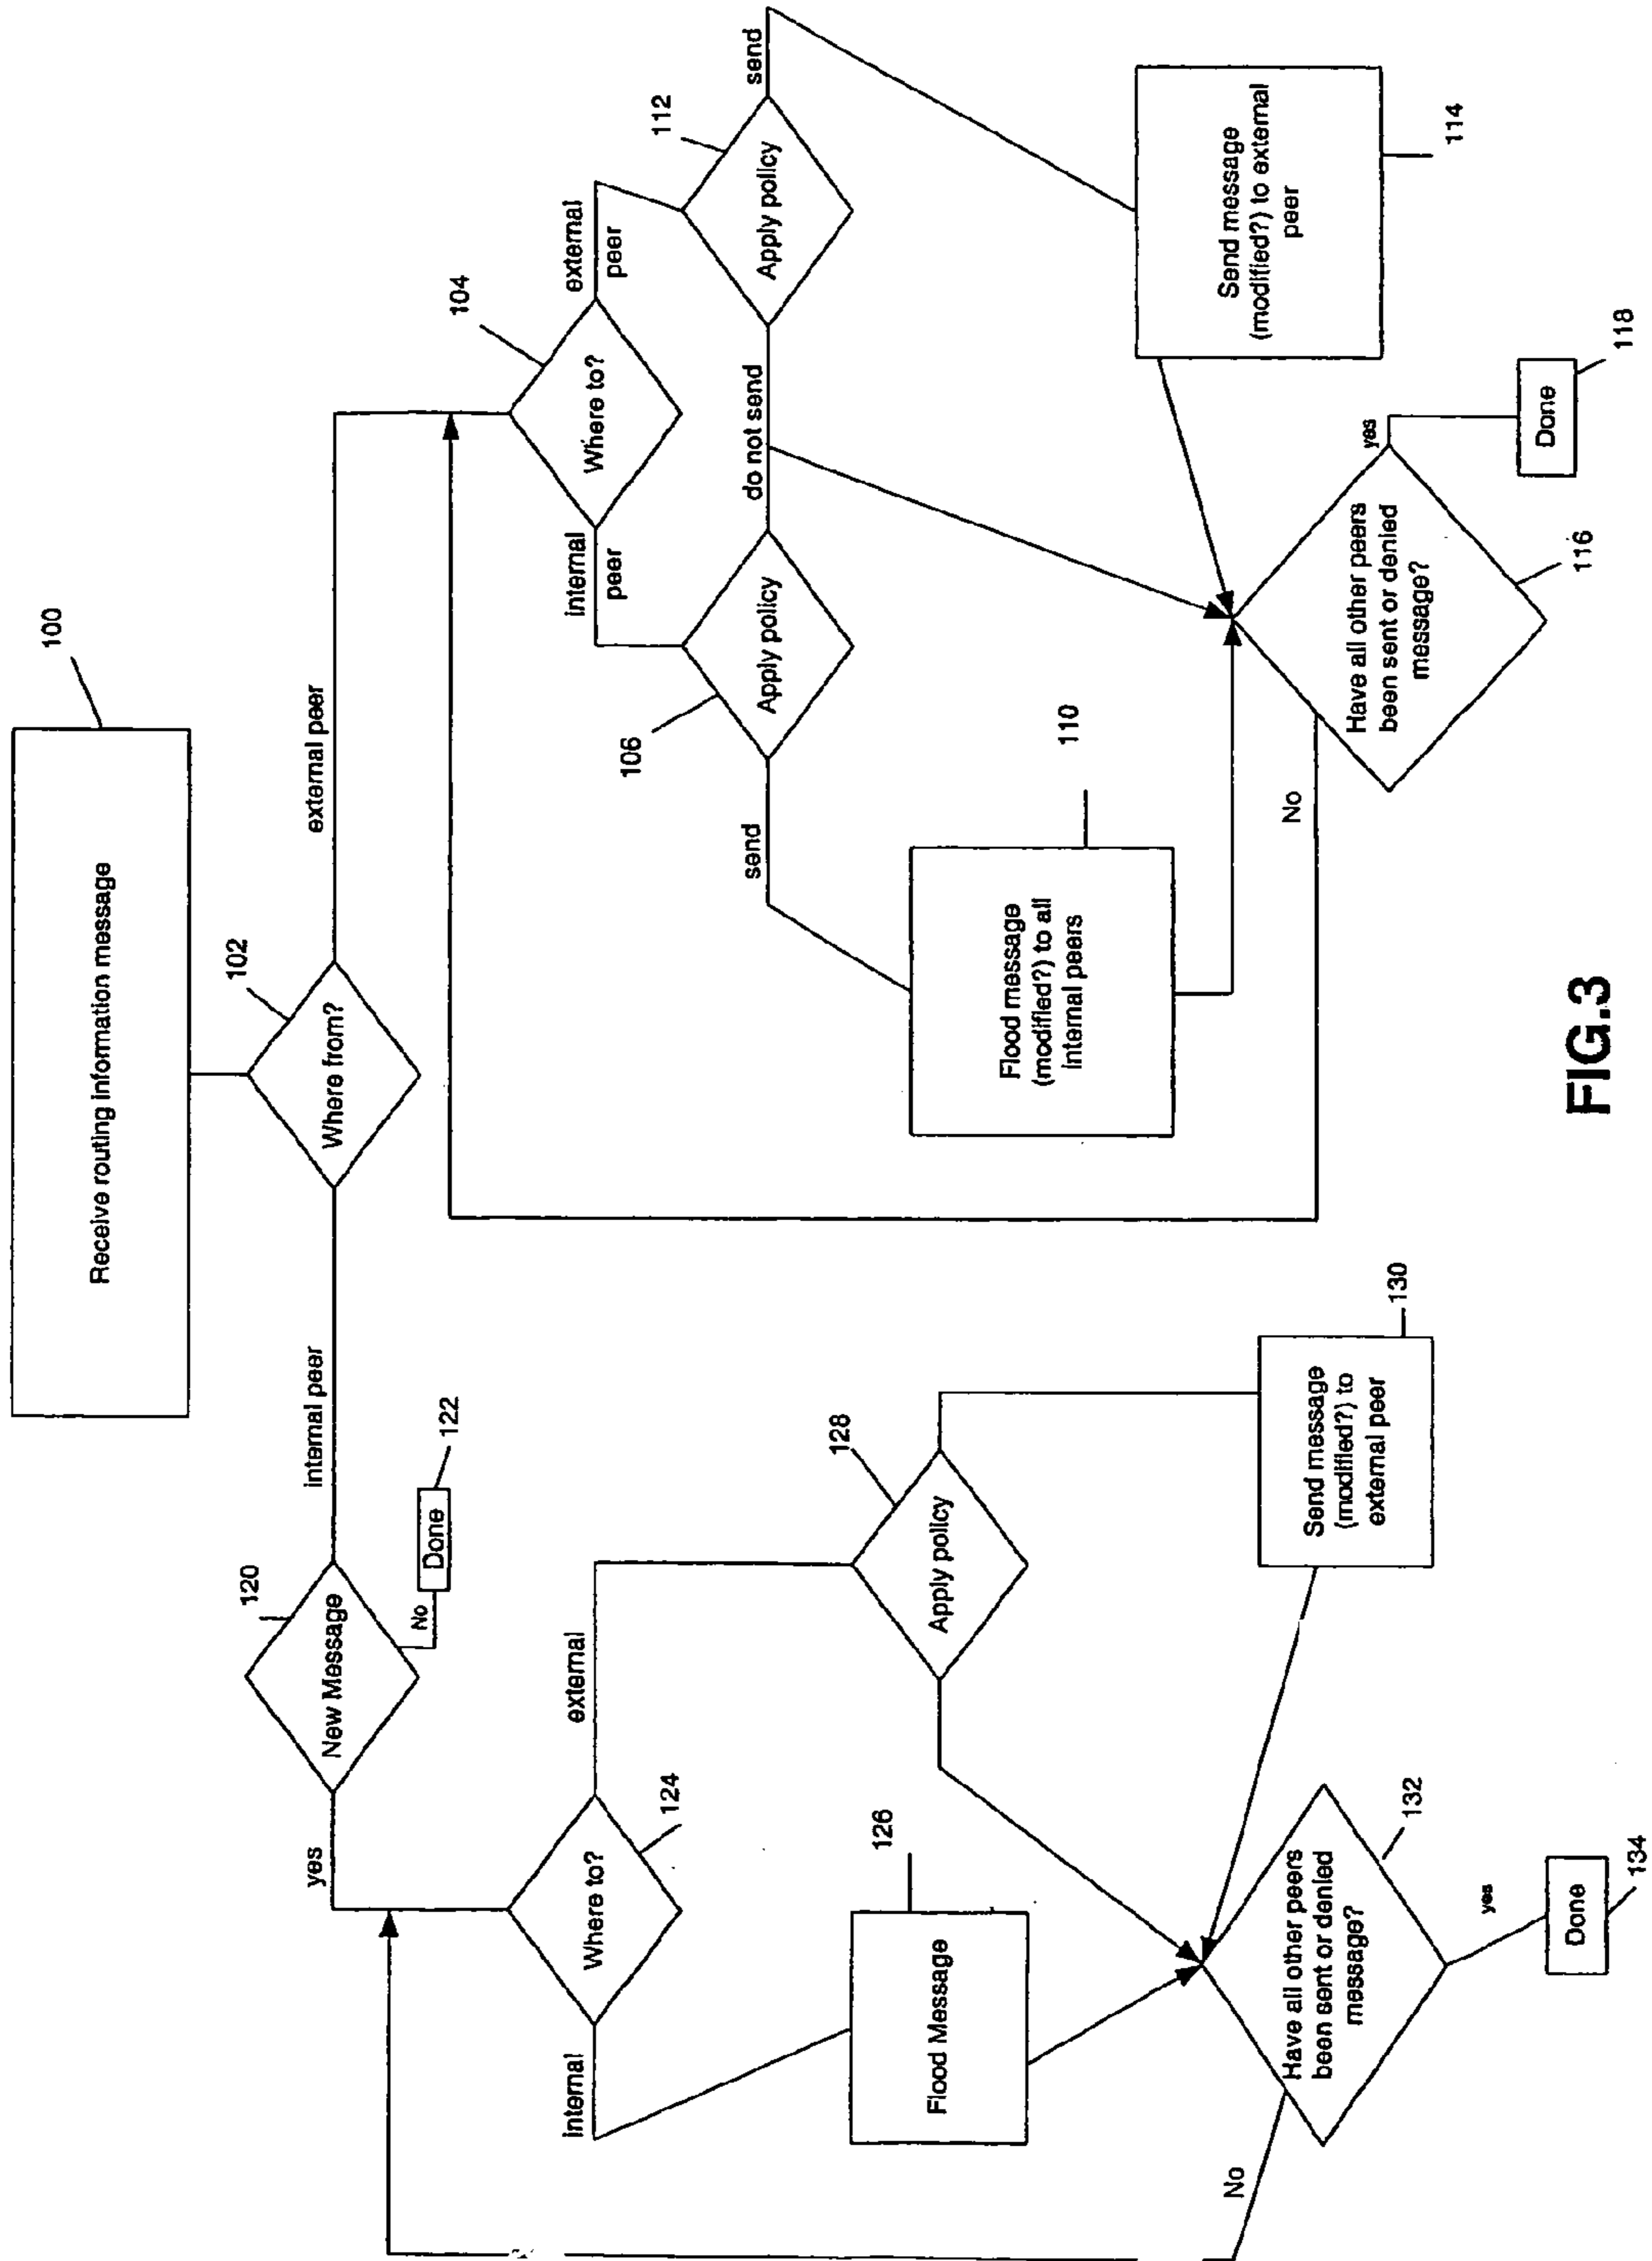 100
Receive routing information message
102
Where from?
internal peer
external peer
120
New Message
yes
No
Done
122
104
Where to?
internal
peer
external
peer
106
Apply policy
112
Apply policy
send
do not send
send
110
Flood message
(modified?) to all
internal peers
Send message
(modified?) to external
peer
114
No
Have all other peers
been sent or denied
message?
116
yes
Done
118
124
Where to?
internal
external
126
Flood Message
128
Apply policy
Send message
(modified?) to
external peer
130
No
Have all other peers
been sent or denied
message?
132
yes
Done
134
FIG.3